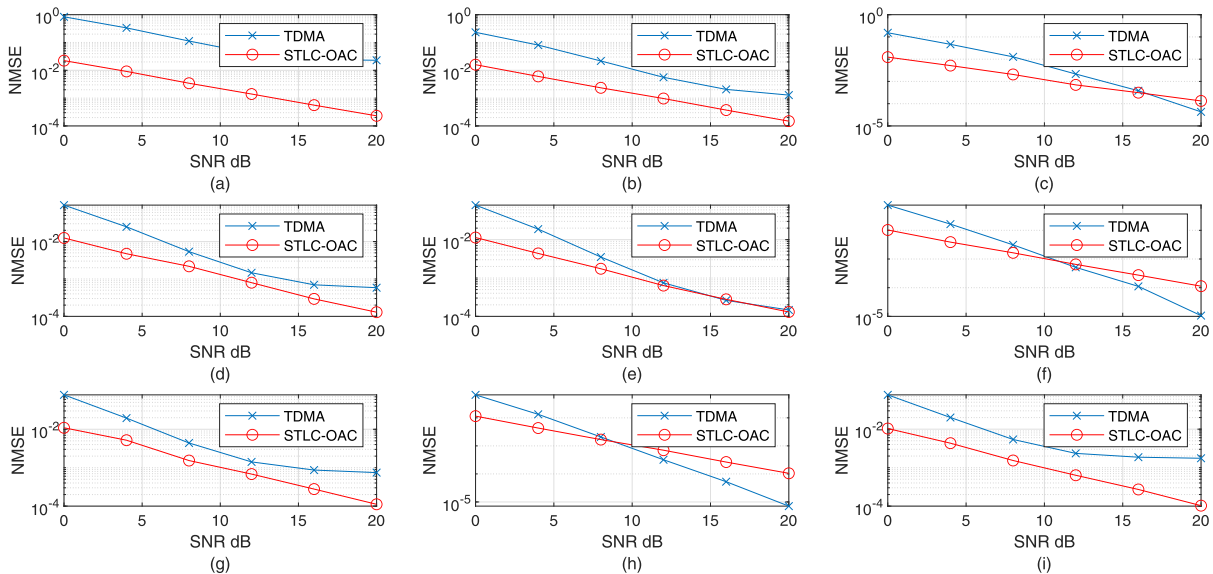 10^0
10^-2
10^-4
NMSE
TDMA
STLC-OAC
0 5 10 15 20
SNR dB
(a)
10^0
10^-2
10^-4
NMSE
TDMA
STLC-OAC
0 5 10 15 20
SNR dB
(b)
10^0
10^-5
NMSE
TDMA
STLC-OAC
0 5 10 15 20
SNR dB
(c)
10^-2
10^-4
NMSE
TDMA
STLC-OAC
0 5 10 15 20
SNR dB
(d)
10^-2
10^-4
NMSE
TDMA
STLC-OAC
0 5 10 15 20
SNR dB
(e)
10^-5
NMSE
TDMA
STLC-OAC
0 5 10 15 20
SNR dB
(f)
10^-2
10^-4
NMSE
TDMA
STLC-OAC
0 5 10 15 20
SNR dB
(g)
10^-5
NMSE
TDMA
STLC-OAC
0 5 10 15 20
SNR dB
(h)
10^-2
10^-4
NMSE
TDMA
STLC-OAC
0 5 10 15 20
SNR dB
(i)